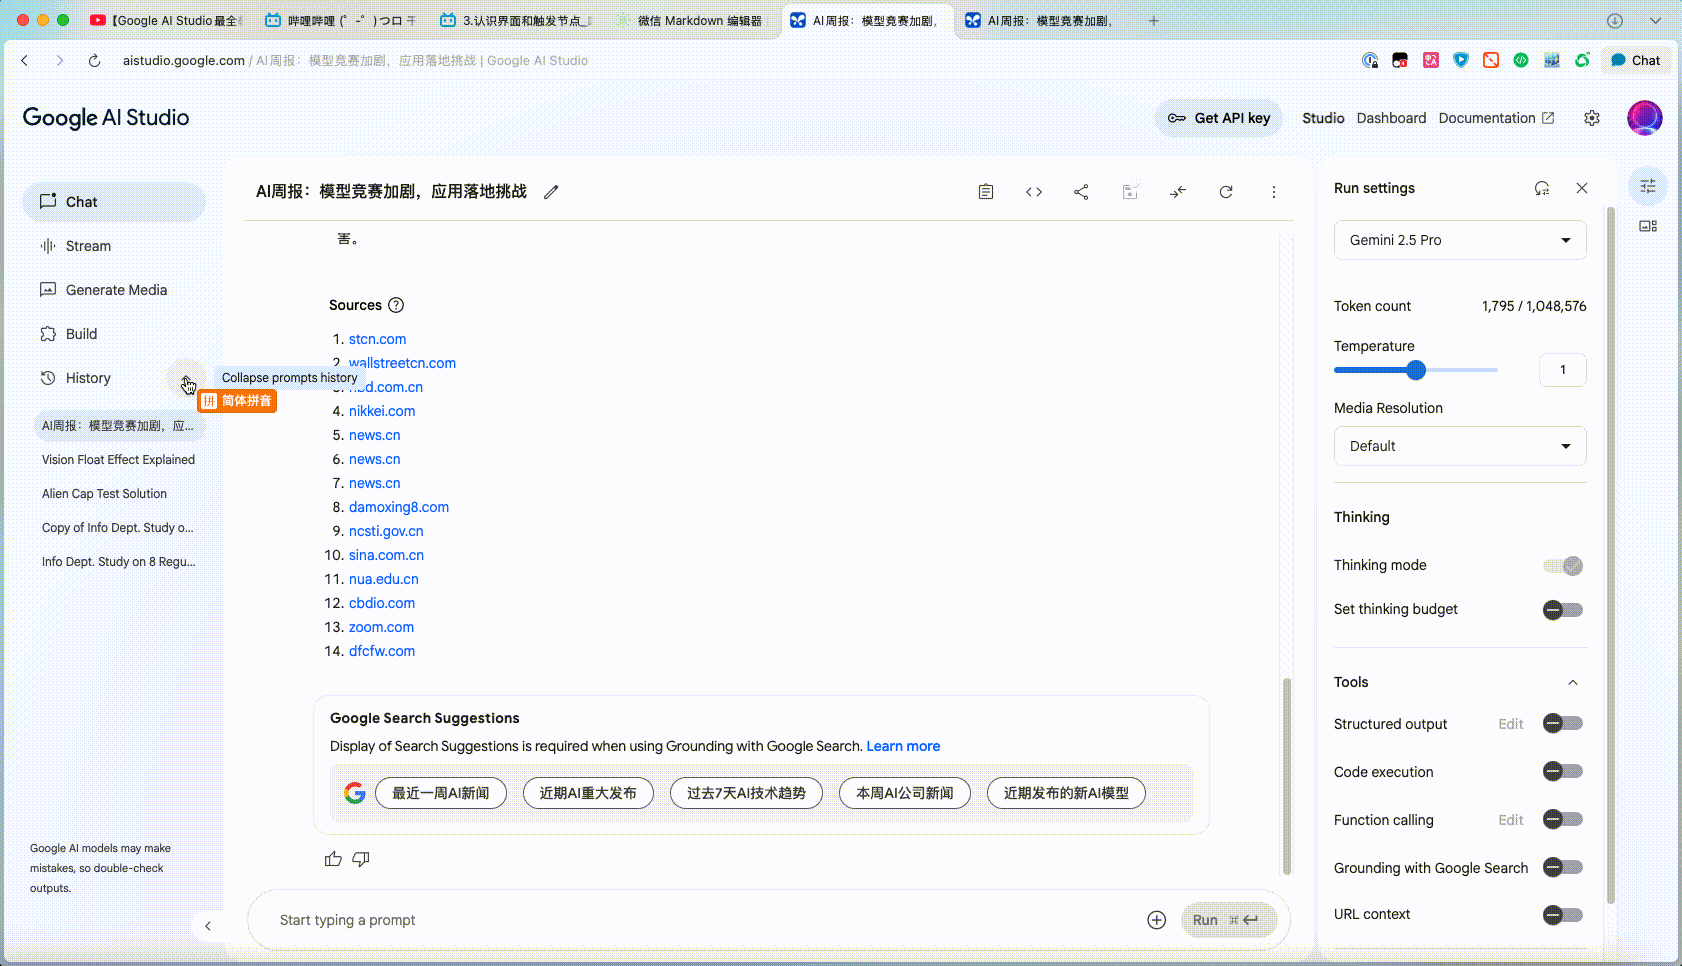 【Google AI Studio 最全
哔哩哔哩 (゜-゜)つロ 干
3.认识界面和触发节点_
微信 Markdown 编辑器
AI周报：模型竞赛加剧,
AI周报：模型竞赛加剧,
aistudio.google.com / AI周报：模型竞赛加剧，应用落地挑战 | Google AI Studio
Chat
Google AI Studio
Get API key
Studio
Dashboard
Documentation
Chat
Stream
Generate Media
Build
History
Collapse prompts history
拼 简体拼音
AI周报：模型竞赛加剧，应...
Vision Float Effect Explained
Alien Cap Test Solution
Copy of Info Dept. Study o...
Info Dept. Study on 8 Regu...
Google AI models may make
mistakes, so double-check
outputs.
AI周报：模型竞赛加剧，应用落地挑战
害。
Sources
1. stcn.com
2. wallstreetcn.com
3. nbd.com.cn
4. nikkei.com
5. news.cn
6. news.cn
7. news.cn
8. damoxing8.com
9. ncsti.gov.cn
10. sina.com.cn
11. nua.edu.cn
12. cbdio.com
13. zoom.com
14. dfcfw.com
Google Search Suggestions
Display of Search Suggestions is required when using Grounding with Google Search. Learn more
最近一周AI新闻
近期AI重大发布
过去7天AI技术趋势
本周AI公司新闻
近期发布的新AI模型
Start typing a prompt
Run ⌘
Run settings
Gemini 2.5 Pro
Token count 1,795 / 1,048,576
Temperature
1
Media Resolution
Default
Thinking
Thinking mode
Set thinking budget
Tools
Structured output Edit
Code execution
Function calling Edit
Grounding with Google Search
URL context